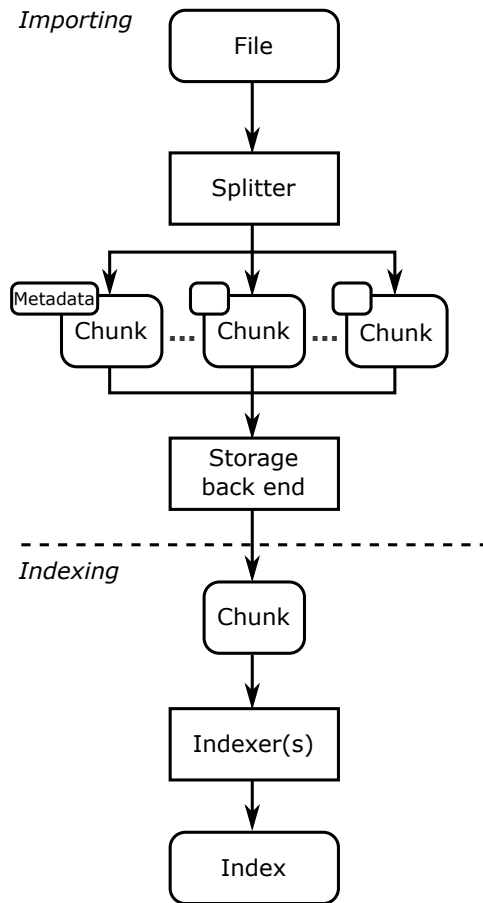 Importing
File
Splitter
Metadata
Chunk ... Chunk ... Chunk
Storage
back end
Indexing
Chunk
Indexer(s)
Index